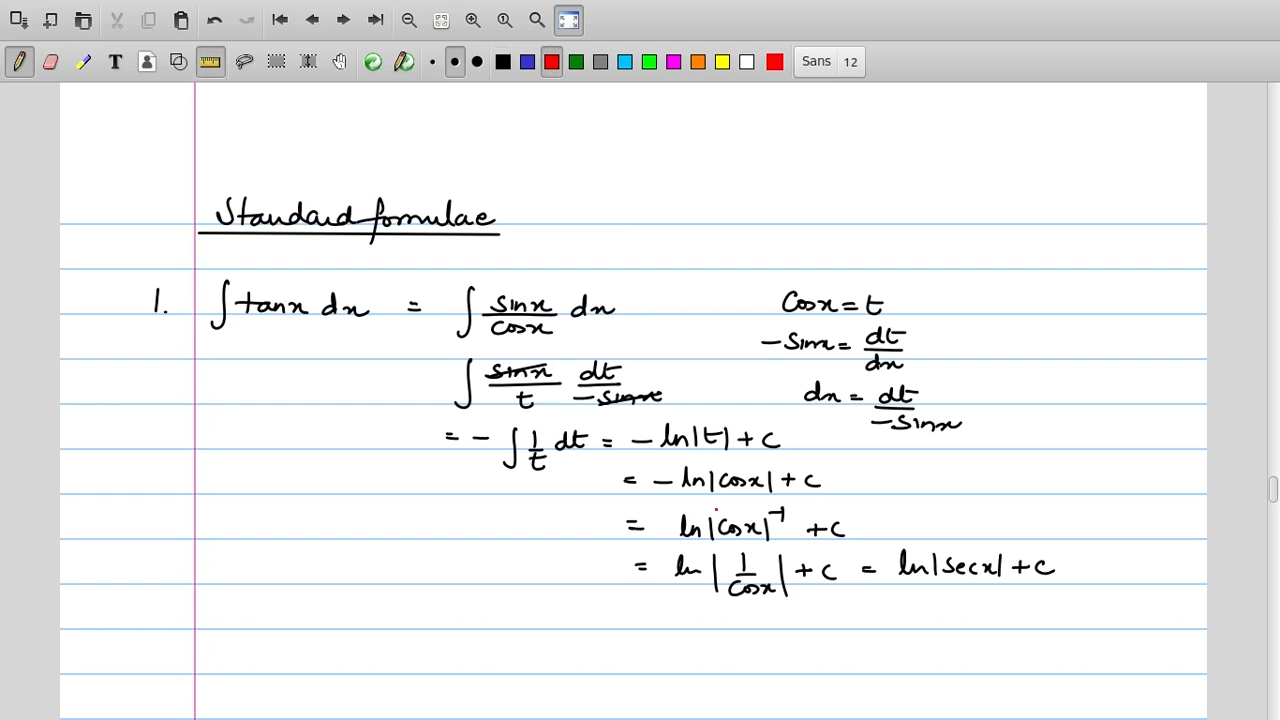 Sans 12
Standard formulae
1. ∫ tanx dx = ∫ sinx/cosx dx
Cosx = t
-sinx = dt/dx
∫ sinx/t dt/-sinx
dx = dt/-sinx
= - ∫ 1/t dt = - ln|t| + c
= - ln|cosx| + c
= ln|cosx|⁻¹ + c
= ln |1/cosx| + c = ln|secx| + c